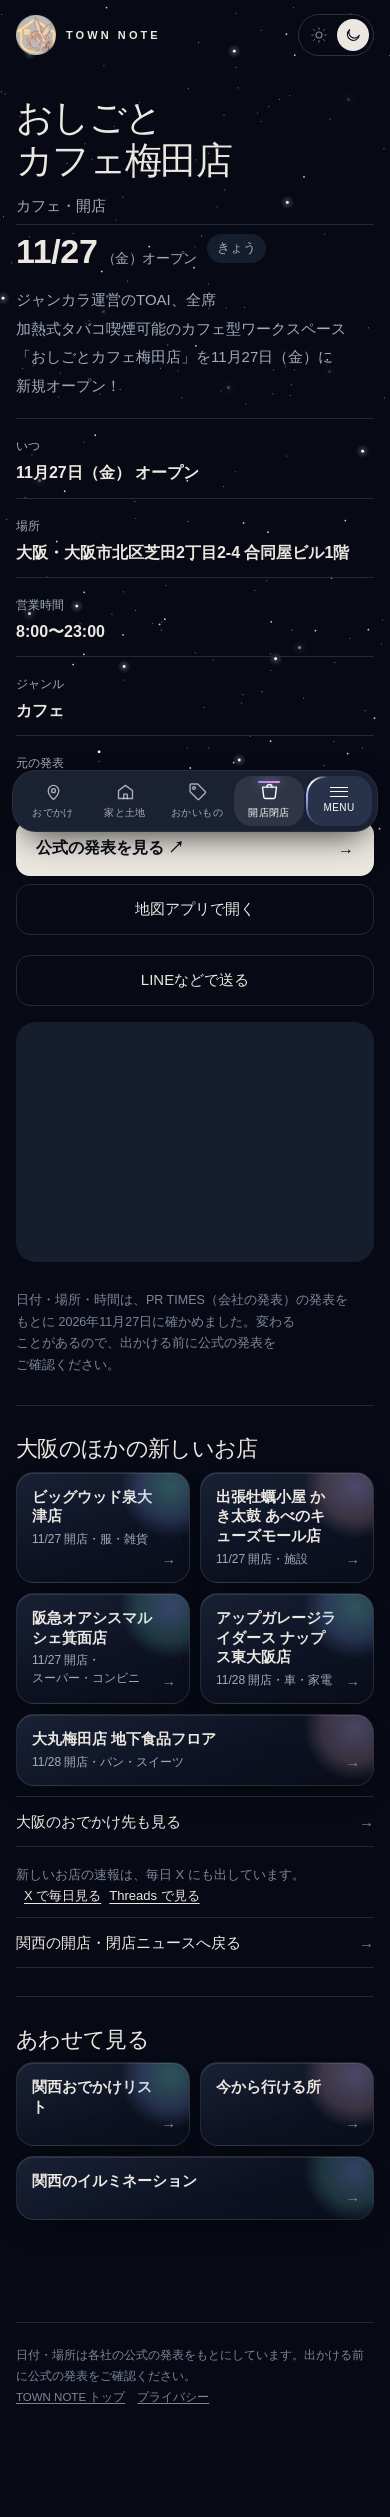 TOWN NOTE
おしごと
カフェ梅田店
カフェ・開店
11/27 （金）オープン きょう
ジャンカラ運営のTOAI、全席
加熱式タバコ喫煙可能のカフェ型ワークスペース
「おしごとカフェ梅田店」を11月27日（金）に
新規オープン！
いつ
11月27日（金） オープン
場所
大阪・大阪市北区芝田2丁目2-4 合同屋ビル1階
営業時間
8:00〜23:00
ジャンル
カフェ
元の発表
おでかけ 家と土地 おかいもの 開店閉店 MENU
公式の発表を見る ↗ →
地図アプリで開く
LINEなどで送る
日付・場所・時間は、PR TIMES（会社の発表）の発表を
もとに 2026年11月27日に確かめました。変わる
ことがあるので、出かける前に公式の発表を
ご確認ください。
大阪のほかの新しいお店
ビッグウッド泉大
津店
11/27 開店・服・雑貨
→
出張牡蠣小屋 か
き太鼓 あべのキ
ューズモール店
11/27 開店・施設 →
阪急オアシスマル
シェ箕面店
11/27 開店・
スーパー・コンビニ →
アップガレージラ
イダース ナップ
ス東大阪店
11/28 開店・車・家電 →
大丸梅田店 地下食品フロア
11/28 開店・パン・スイーツ →
大阪のおでかけ先も見る →
新しいお店の速報は、毎日 X にも出しています。
X で毎日見る Threads で見る
関西の開店・閉店ニュースへ戻る →
あわせて見る
関西おでかけリス
ト
→
今から行ける所
→
関西のイルミネーション
→
日付・場所は各社の公式の発表をもとにしています。出かける前
に公式の発表をご確認ください。
TOWN NOTE トップ プライバシー